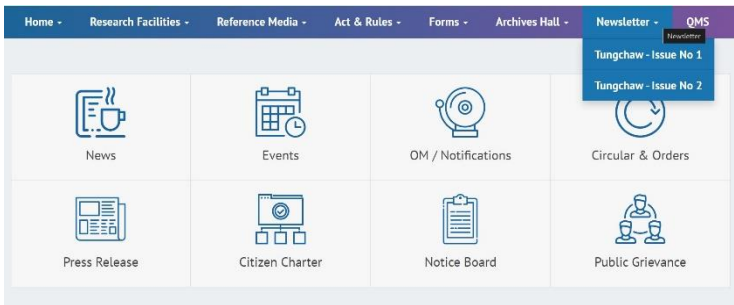 Home - Research Facilities - Reference Media - Act & Rules - Forms - Archives Hall - Newsletter - QMS
Newsletter
Tungchaw - Issue No 1
Tungchaw - Issue No 2
News Events OM / Notifications Circular & Orders
Press Release Citizen Charter Notice Board Public Grievance